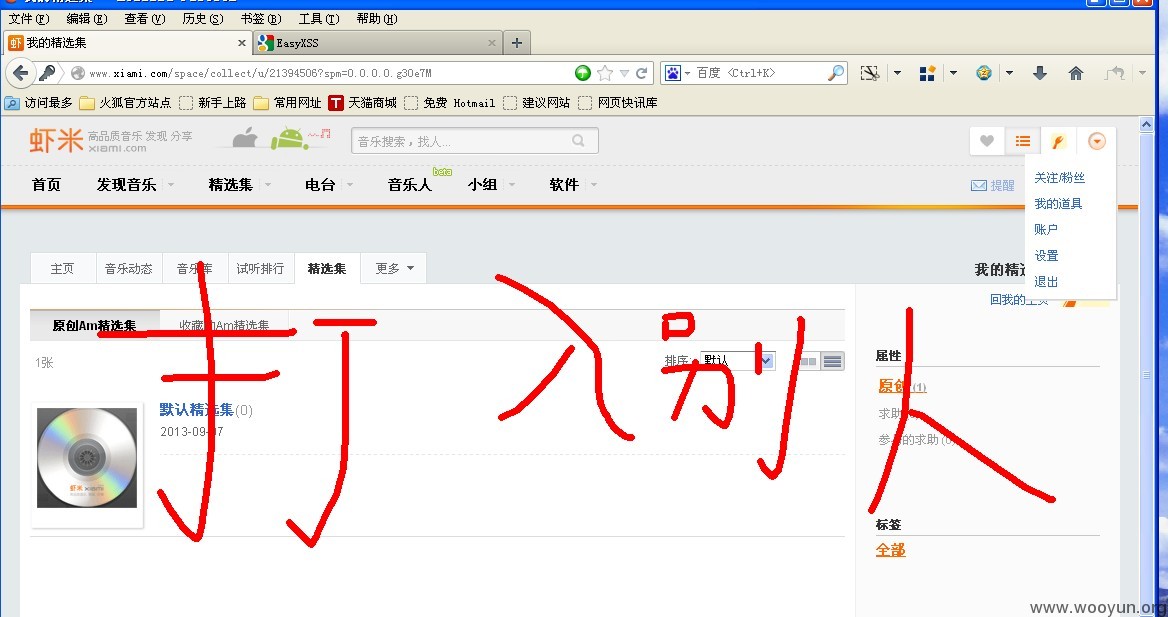 文件(F) 编辑(E) 查看(V) 历史(S) 书签(B) 工具(T) 帮助(H)
我的精选集 × EasyXSS × +
www.xiami.com/space/collect/u/21394506?spm=0.0.0.0.g30e7M 百度 <Ctrl+K>
访问最多 火狐官方站点 新手上路 常用网址 T 天猫商城 免费 Hotmail 建议网站 网页快讯库
虾米 高品质音乐 发现 分享
xiami.com
音乐搜索，找人...
首页 发现音乐 精选集 电台 音乐人 beta 小组 软件 提醒
关注/粉丝
我的道具
账户
设置
退出
主页 音乐动态 音乐库 试听排行 精选集 更多
我的精选
回我的主页
原创Am精选集 收藏的Am精选集
1张 排序: 默认
默认精选集(0)
2013-09-07
虾米 xiami
属性
原创(1)
求助
参与的求助(0)
标签
全部
打入别人
www.wooyun.org